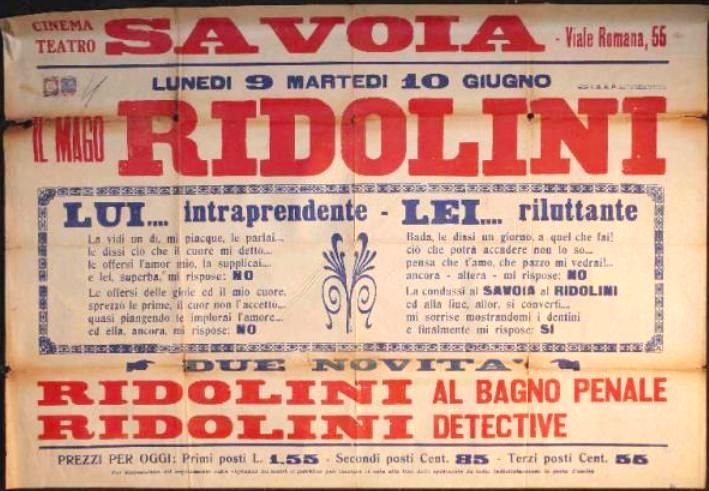 CINEMA TEATRO SAVOIA - Viale Romana, 55
LUNEDI 9 MARTEDI 10 GIUGNO
IL MAGO RIDOLINI
LUI.... intraprendente - LEI.... riluttante
La vidi un di, mi piacque, le parlai...
le dissi ciò che il cuore mi detto...
le offersi l'amor mio, la supplicai...
e lei, superba, mi rispose: NO
Le offersi delle gioie ed il mio cuore,
sprezzò le prime, il cuor non l'accetto...
quasi piangendo le implorai l'amore...
ed ella, ancora, mi rispose: NO
Bada, le dissi un giorno, a quel che fai!
ciò che potrà accadere non lo so...
pensa che t'amo, che pazzo mi vedrai!...
ancora - altera - mi rispose: NO
La condussi al SAVOIA al RIDOLINI
ed alla fine, allor, si converti...
mi sorrise mostrandomi i dentini
e finalmente mi rispose: SI
DUE NOVITA'
RIDOLINI AL BAGNO PENALE
RIDOLINI DETECTIVE
PREZZI PER OGGI: Primi posti L. 1.55 - Secondi posti Cent. 85 - Terzi posti Cent. 55